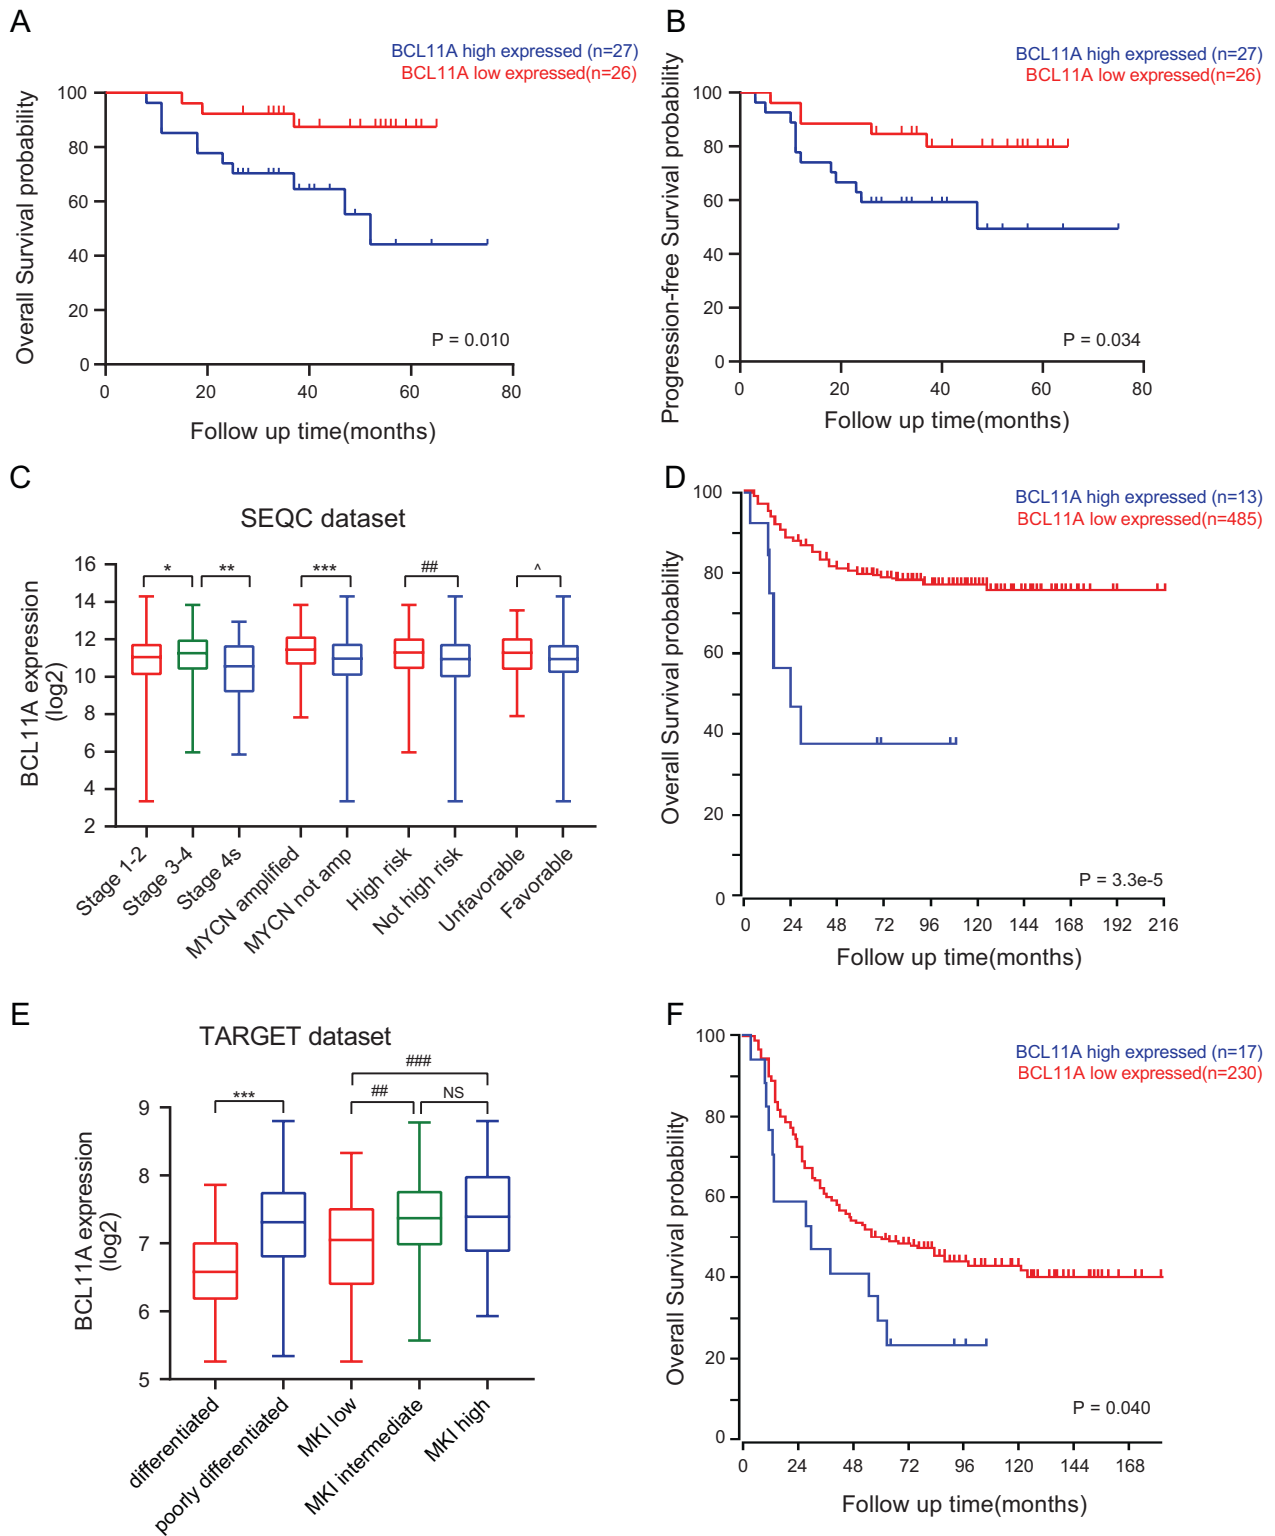 A
BCL11A high expressed (n=27)
BCL11A low expressed(n=26)
Overall Survival probability
100
80
60
40
20
0
P = 0.010
0 20 40 60 80
Follow up time(months)
B
BCL11A high expressed (n=27)
BCL11A low expressed(n=26)
Progression-free Survival probability
100
80
60
40
20
0
P = 0.034
0 20 40 60 80
Follow up time(months)
C
SEQC dataset
BCL11A expression
(log2)
16
14
12
10
8
6
4
2
* ** *** ## ^
Stage 1-2
Stage 3-4
Stage 4s
MYCN amplified
MYCN not amp
High risk
Not high risk
Unfavorable
Favorable
D
BCL11A high expressed (n=13)
BCL11A low expressed(n=485)
Overall Survival probability
100
80
60
40
20
0
P = 3.3e-5
0 24 48 72 96 120 144 168 192 216
Follow up time(months)
E
TARGET dataset
BCL11A expression
(log2)
###
*** ## NS
9
8
7
6
5
differentiated
poorly differentiated
MKI low
MKI intermediate
MKI high
F
BCL11A high expressed (n=17)
BCL11A low expressed(n=230)
Overall Survival probability
100
80
60
40
20
0
P = 0.040
0 24 48 72 96 120 144 168
Follow up time(months)